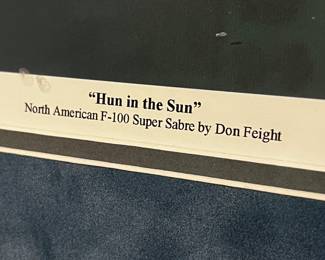 "Hun in the Sun"
North American F-100 Super Sabre by Don Feight